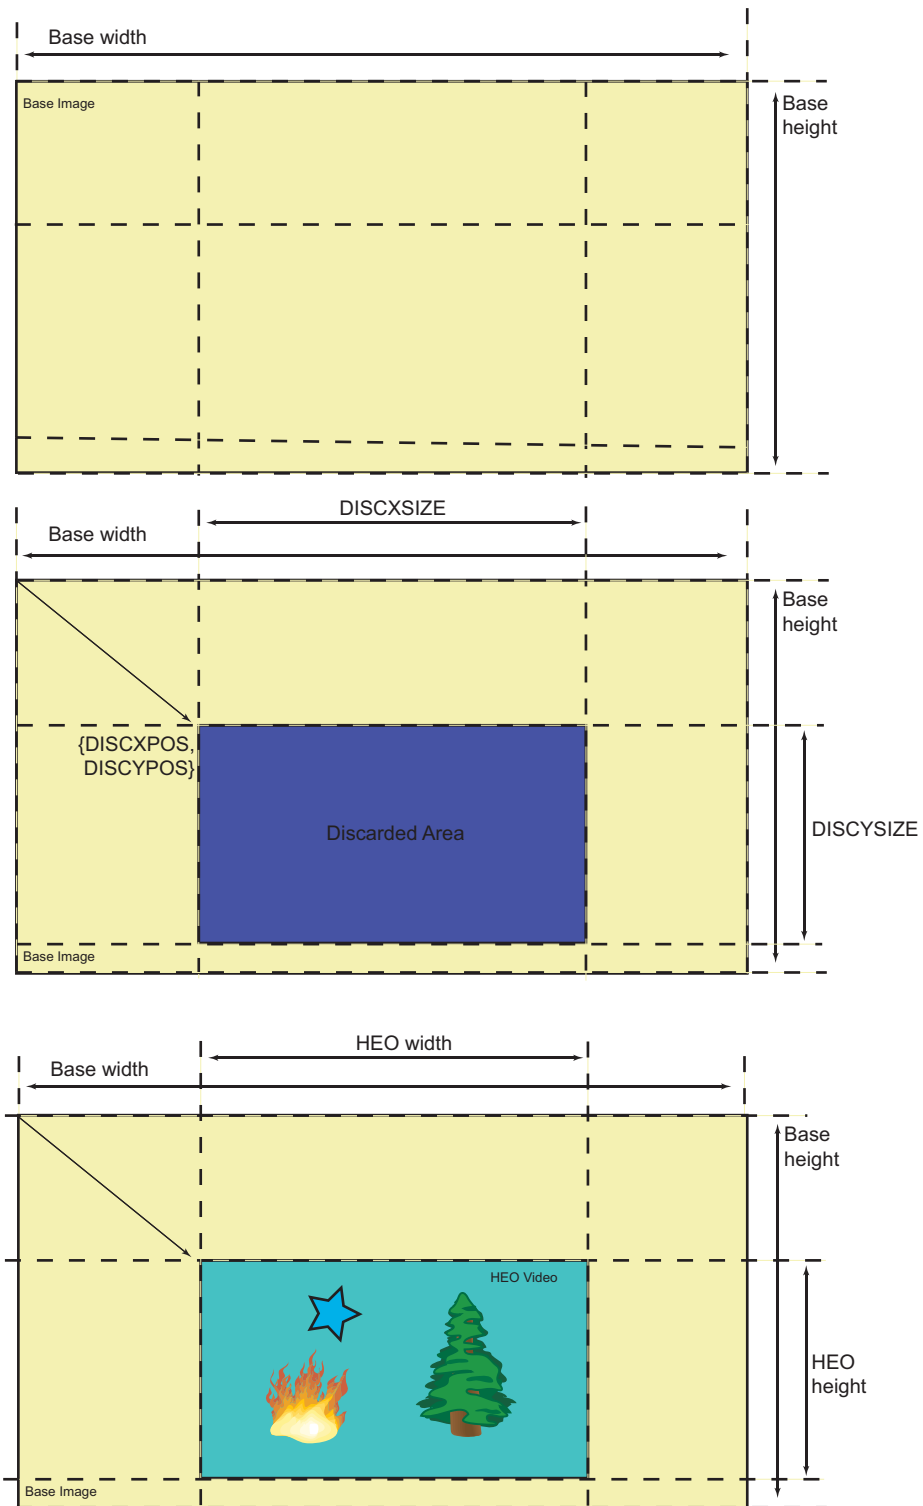 Base width
Base Image
Base
height
DISCXSIZE
Base width
Base
height
{DISCXPOS,
DISCYPOS}
Discarded Area
DISCYSIZE
Base Image
HEO width
Base width
Base
height
HEO Video
HEO
height
Base Image